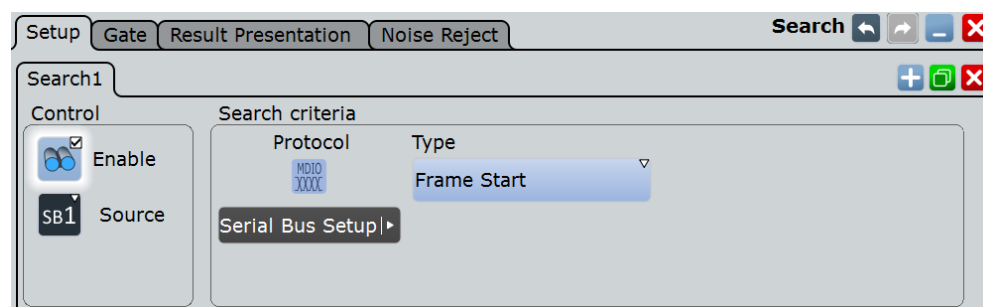 Setup Gate Result Presentation Noise Reject Search
Search1
Control Search criteria
Protocol Type
Enable MDIO Frame Start
SB1 Source Serial Bus Setup